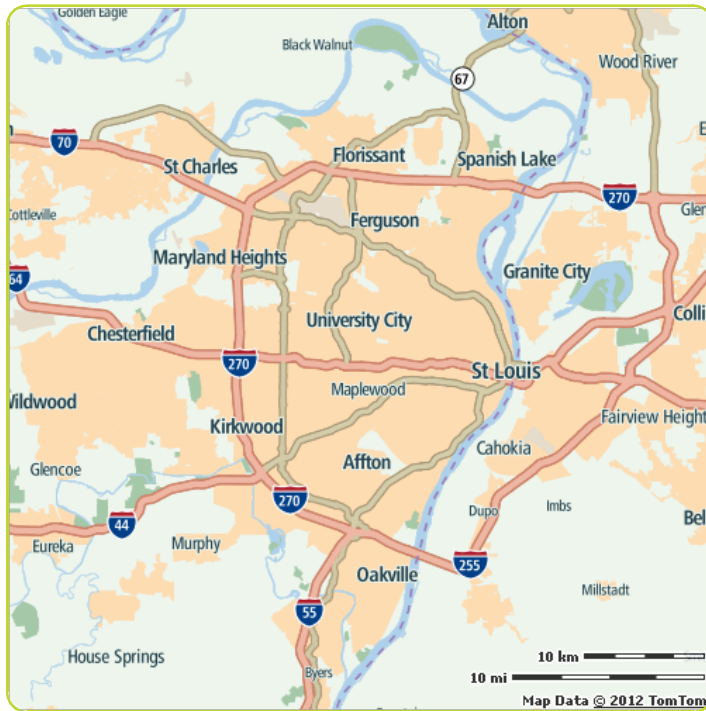 Golden Eagle
Alton
Black Walnut
Wood River
67
70
Florissant
Spanish Lake
St Charles
270
Cottleville
Ferguson
Maryland Heights
Granite City
64
University City
Chesterfield
270
St Louis
Maplewood
Fairview
Kirkwood
Affton
Cahokia
Glencoe
270
Dupo
Imbs
44
Eureka
Murphy
255
Oakville
Millstadt
55
House Springs
10 km
Byers
10 mi
Map Data © 2012 TomTom